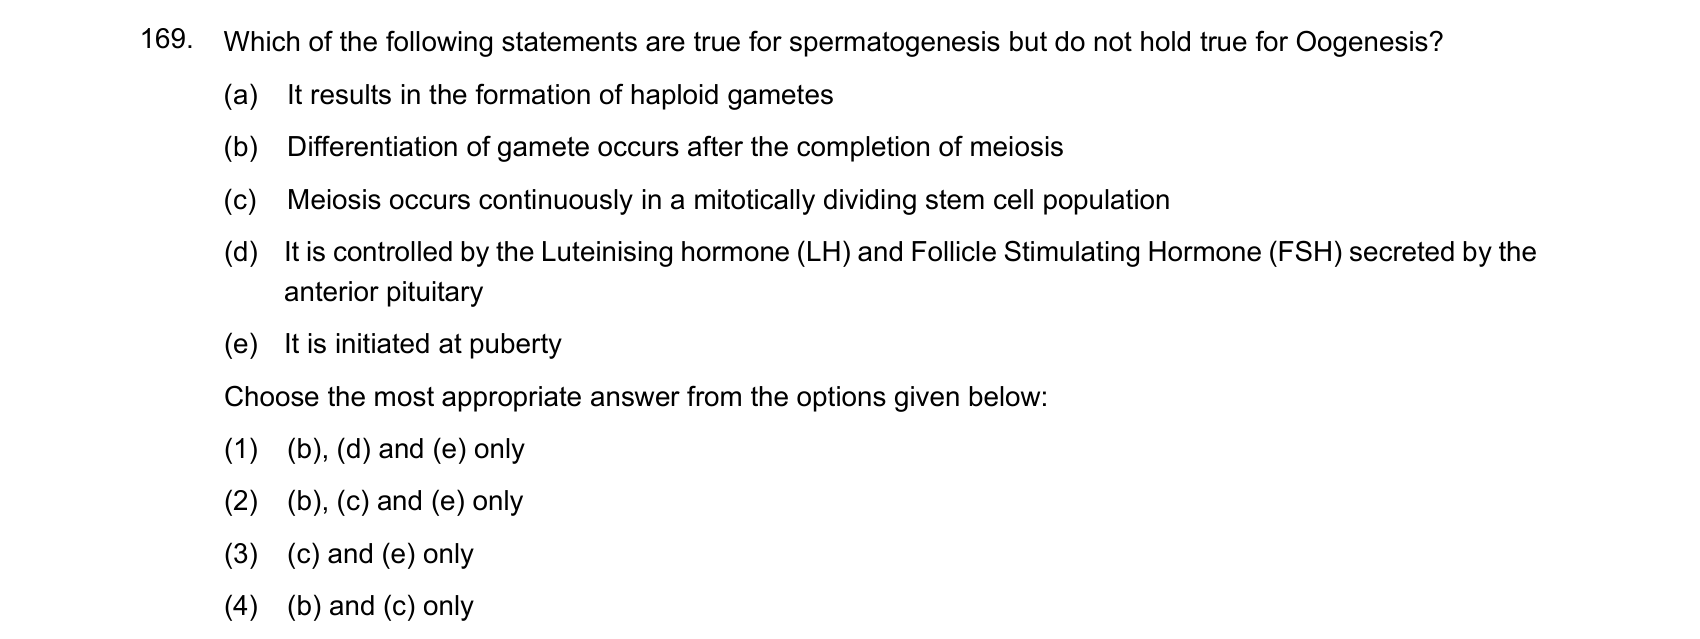 169. Which of the following statements are true for spermatogenesis but do not hold true for Oogenesis?
(a) It results in the formation of haploid gametes
(b) Differentiation of gamete occurs after the completion of meiosis
(c) Meiosis occurs continuously in a mitotically dividing stem cell population
(d) It is controlled by the Luteinising hormone (LH) and Follicle Stimulating Hormone (FSH) secreted by the
anterior pituitary
(e) It is initiated at puberty
Choose the most appropriate answer from the options given below:
(1) (b), (d) and (e) only
(2) (b), (c) and (e) only
(3) (c) and (e) only
(4) (b) and (c) only